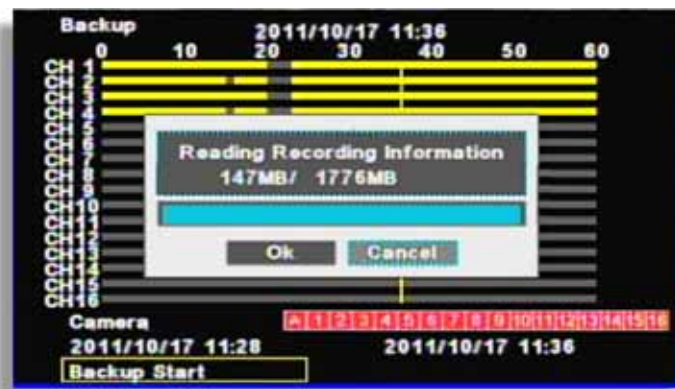 Backup 2011/10/17 11:36
0 10 20 30 40 50 60
CH 1
CH 2
CH 3
CH 4
CH 5
CH 6
CH 7
CH 8
CH 9
CH10
CH11
CH12
CH13
CH14
CH15
CH16
Reading Recording Information
147MB/ 1776MB
Ok Cancel
Camera A 1 2 3 4 5 6 7 8 9 10 11 12 13 14 15 16
2011/10/17 11:28 2011/10/17 11:36
Backup Start